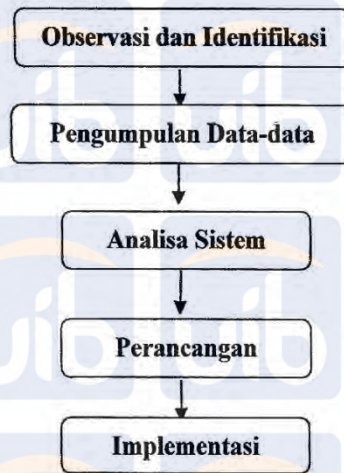 Observasi dan Identifikasi
Pengumpulan Data-data
Analisa Sistem
Perancangan
Implementasi